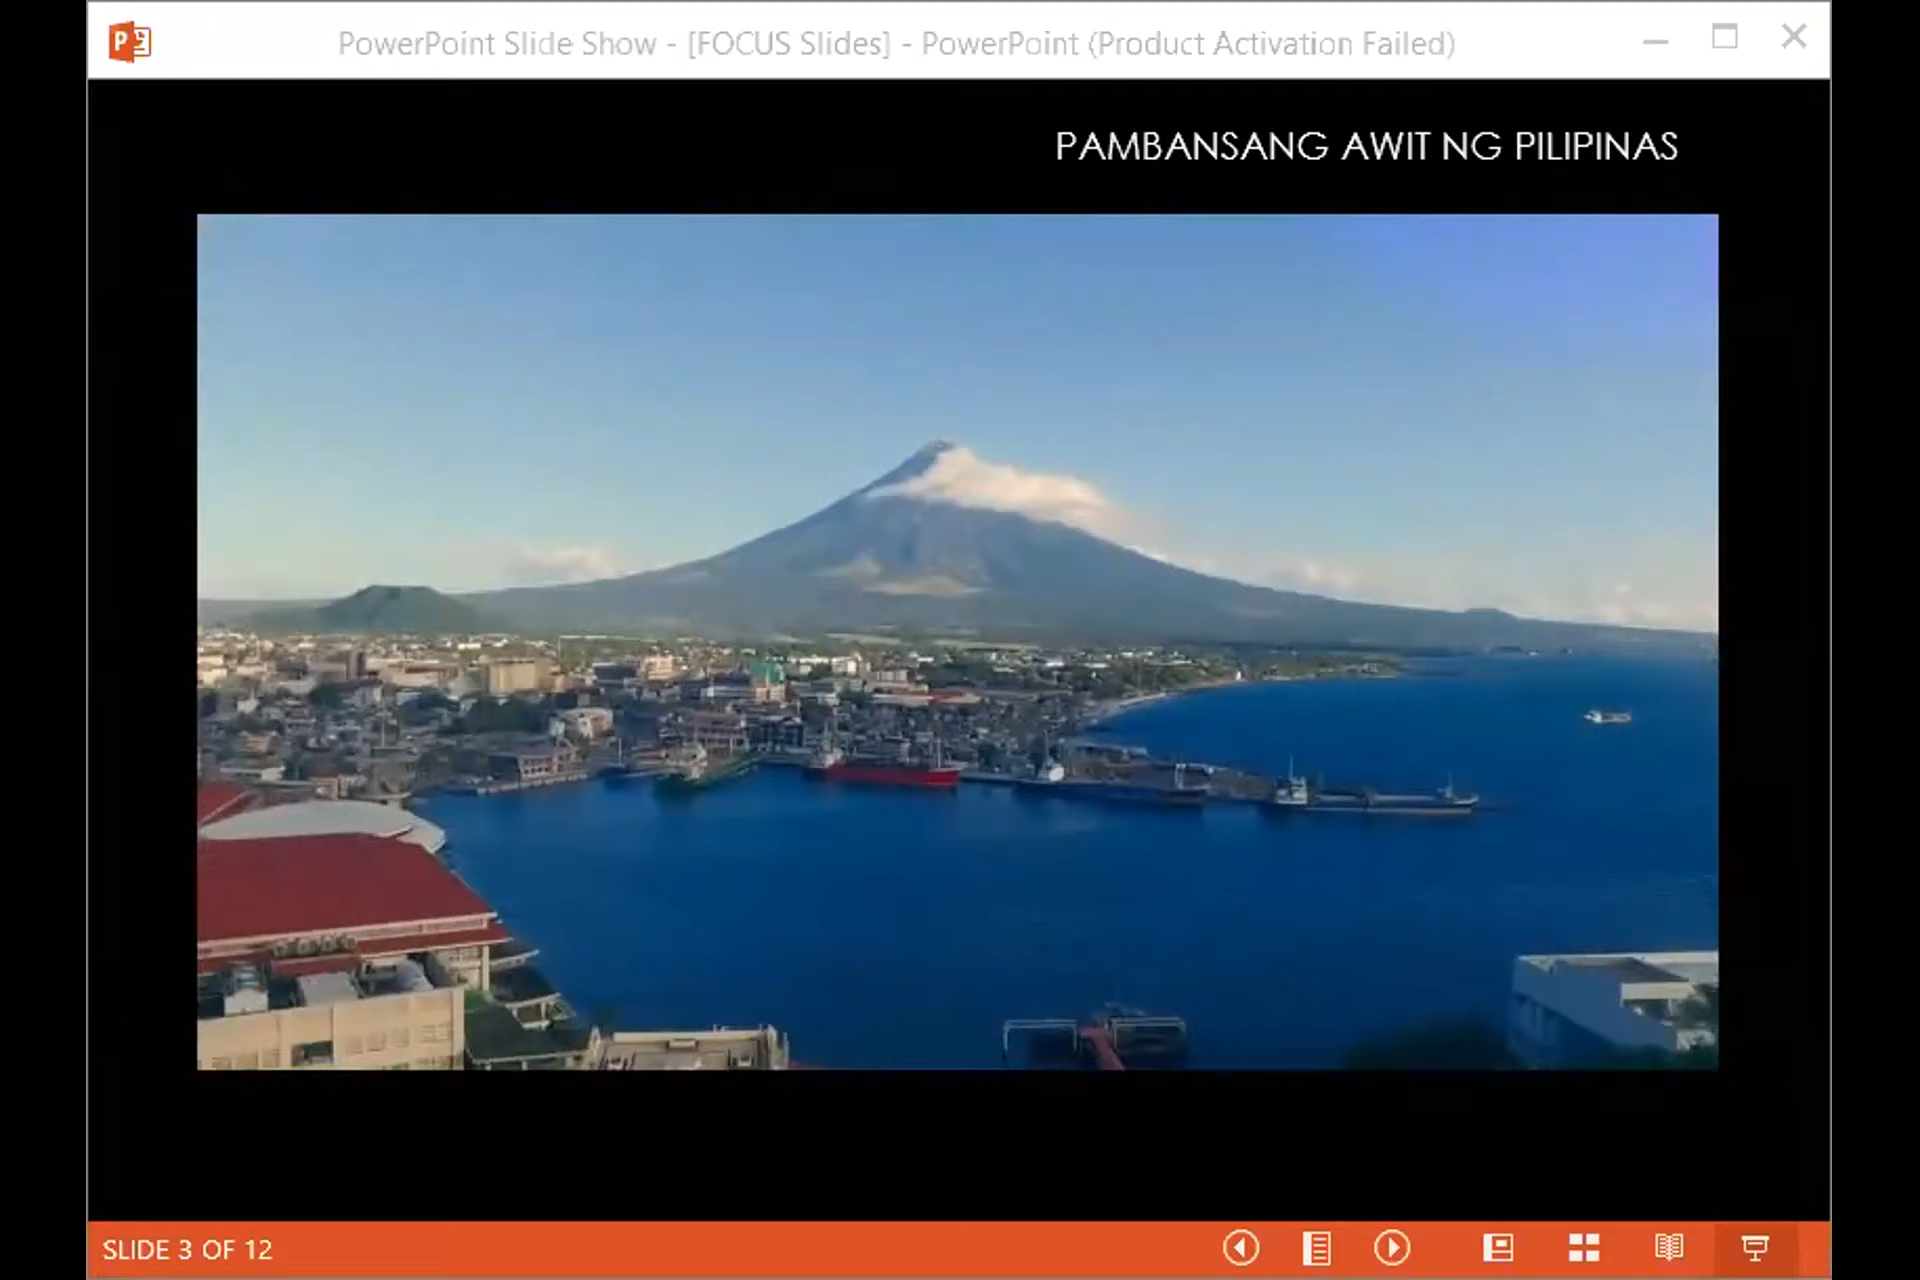 PowerPoint Slide Show - [FOCUS Slides] - PowerPoint (Product Activation Failed)
PAMBANSANG AWIT NG PILIPINAS
SLIDE 3 OF 12